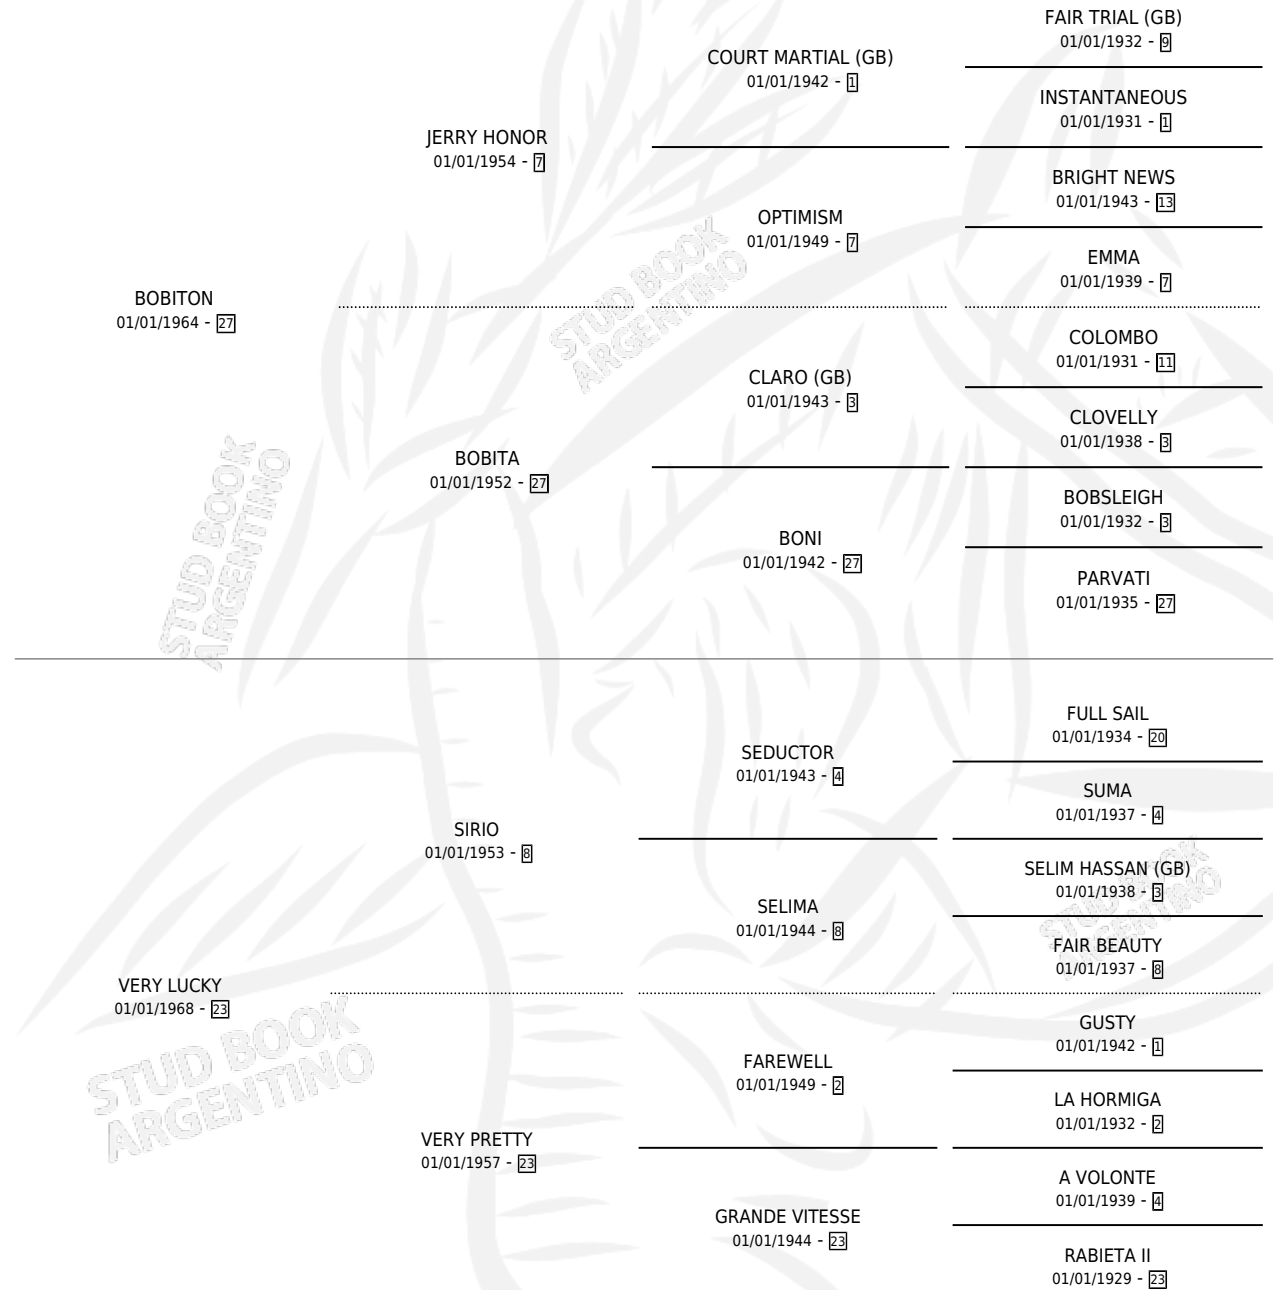 FAIR TRIAL (GB)
01/01/1932 - 9
COURT MARTIAL (GB)
01/01/1942 - 1
INSTANTANEOUS
01/01/1931 - 1
JERRY HONOR
01/01/1954 - 7
BRIGHT NEWS
01/01/1943 - 13
OPTIMISM
01/01/1949 - 7
EMMA
01/01/1939 - 7
BOBITON
01/01/1964 - 27
COLOMBO
01/01/1931 - 11
CLARO (GB)
01/01/1943 - 3
CLOVELLY
01/01/1938 - 3
BOBITA
01/01/1952 - 27
BOBSLEIGH
01/01/1932 - 3
BONI
01/01/1942 - 27
PARVATI
01/01/1935 - 27
FULL SAIL
01/01/1934 - 20
SEDUCTOR
01/01/1943 - 4
SUMA
01/01/1937 - 4
SIRIO
01/01/1953 - 8
SELIM HASSAN (GB)
01/01/1938 - 3
SELIMA
01/01/1944 - 8
FAIR BEAUTY
01/01/1937 - 8
VERY LUCKY
01/01/1968 - 23
GUSTY
01/01/1942 - 1
FAREWELL
01/01/1949 - 2
LA HORMIGA
01/01/1932 - 2
VERY PRETTY
01/01/1957 - 23
A VOLONTE
01/01/1939 - 4
GRANDE VITESSE
01/01/1944 - 23
RABIETA II
01/01/1929 - 23
STUD BOOK
ARGENTINO
STUD BOOK
ARGENTINO
STUD BOOK
ARGENTINO
STUD BOOK
ARGENTINO